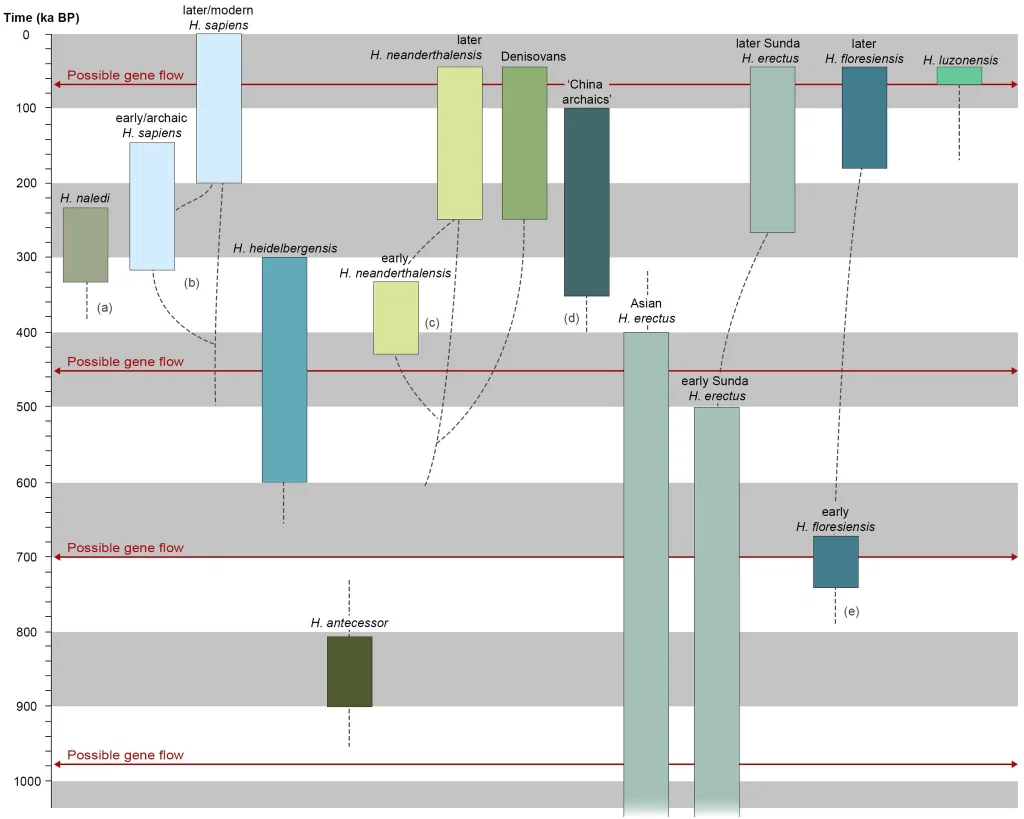 Time (ka BP)
later/modern
H. sapiens
0
later
H. neanderthalensis
Denisovans
later Sunda
H. erectus
later
H. floresiensis
H. luzonensis
Possible gene flow
‘China
archaics’
100
early/archaic
H. sapiens
200
H. naledi
H. heidelbergensis
300
early
H. neanderthalensis
(a)
(b)
(c)
(d)
Asian
H. erectus
400
Possible gene flow
early Sunda
H. erectus
500
600
early
H. floresiensis
Possible gene flow
700
(e)
H. antecessor
800
900
Possible gene flow
1000